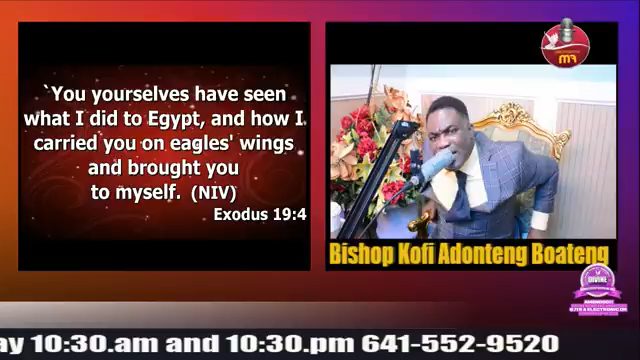 `You yourselves have seen
what I did to Egypt, and how I
carried you on eagles' wings
and brought you
to myself. (NIV)
Exodus 19:4
Bishop Kofi Adonteng Boateng
DIVINE
ay 10:30.am and 10:30.pm 641-552-9520